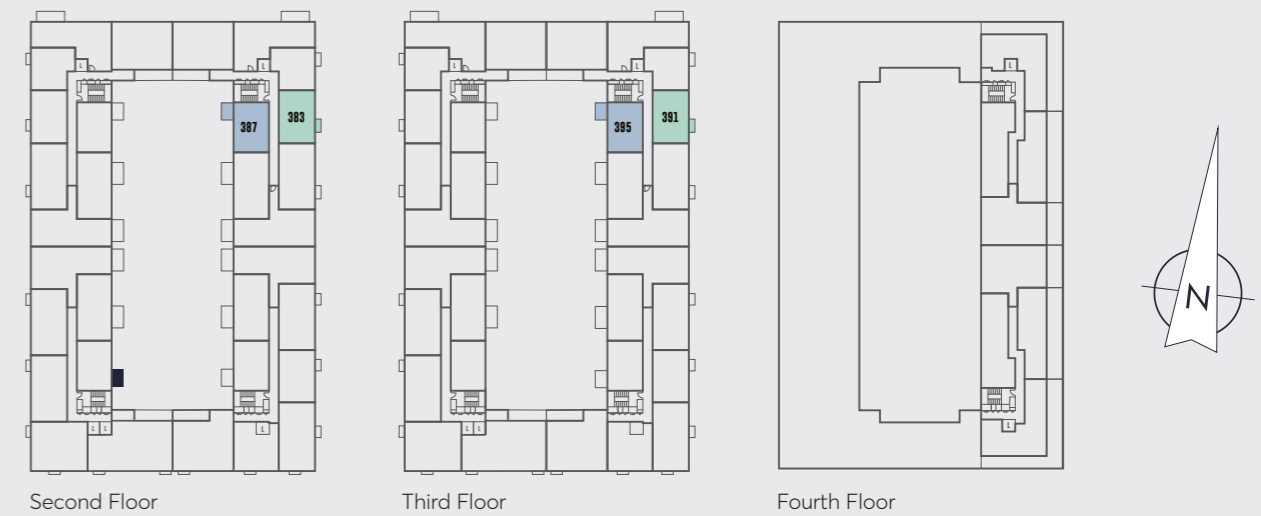 L L
387 383
L L
L
Second Floor
L L
395 391
L L
Third Floor
L
L
Fourth Floor
N